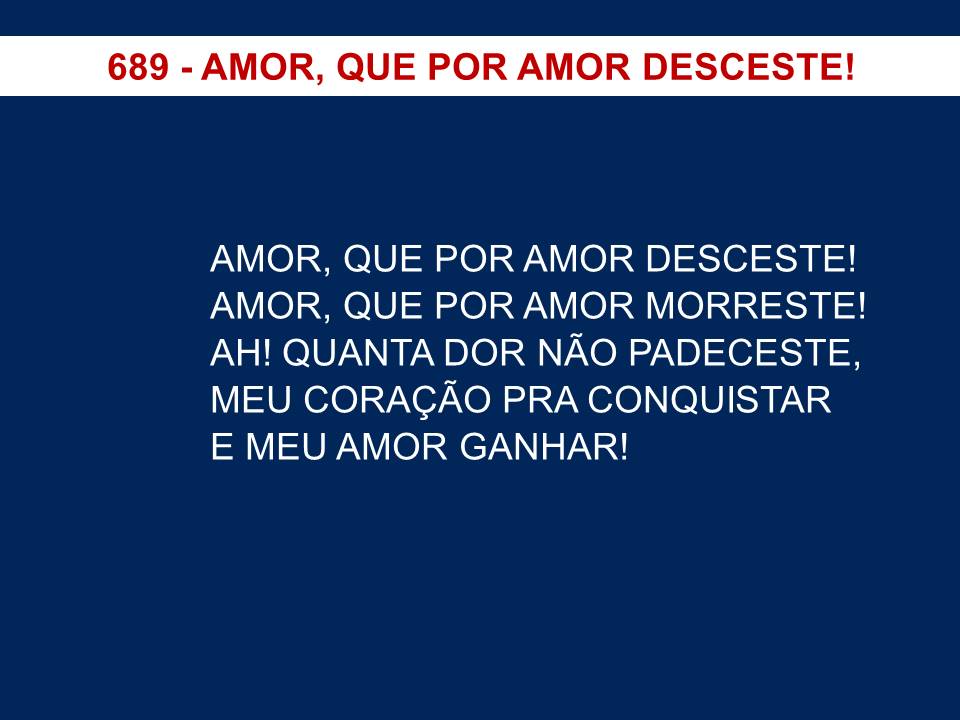 689 - AMOR, QUE POR AMOR DESCESTE!
AMOR, QUE POR AMOR DESCESTE!
AMOR, QUE POR AMOR MORRESTE!
AH! QUANTA DOR NÃO PADECESTE,
MEU CORAÇÃO PRA CONQUISTAR
E MEU AMOR GANHAR!